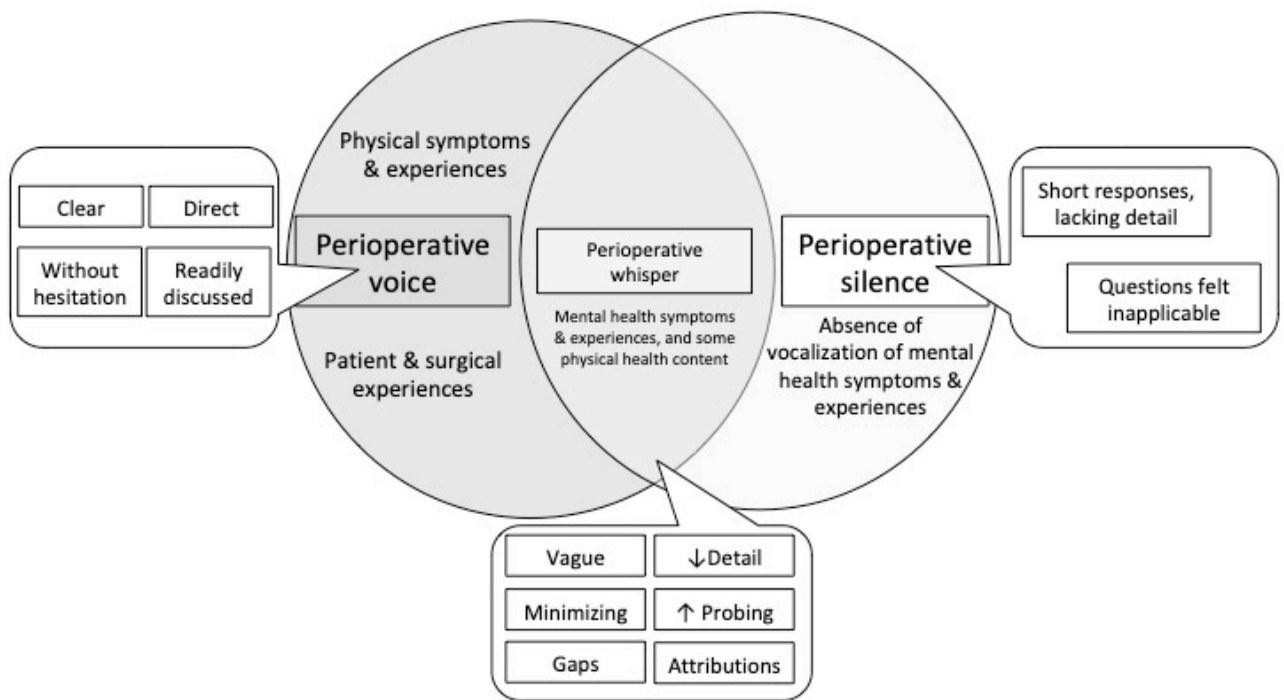 Physical symptoms
& experiences
Clear
Direct
Without
hesitation
Readily
discussed
Perioperative
voice
Patient & surgical
experiences
Perioperative
whisper
Mental health symptoms
& experiences, and some
physical health content
Perioperative
silence
Absence of
vocalization of mental
health symptoms &
experiences
Short responses,
lacking detail
Questions felt
inapplicable
Vague
↓Detail
Minimizing
↑ Probing
Gaps
Attributions